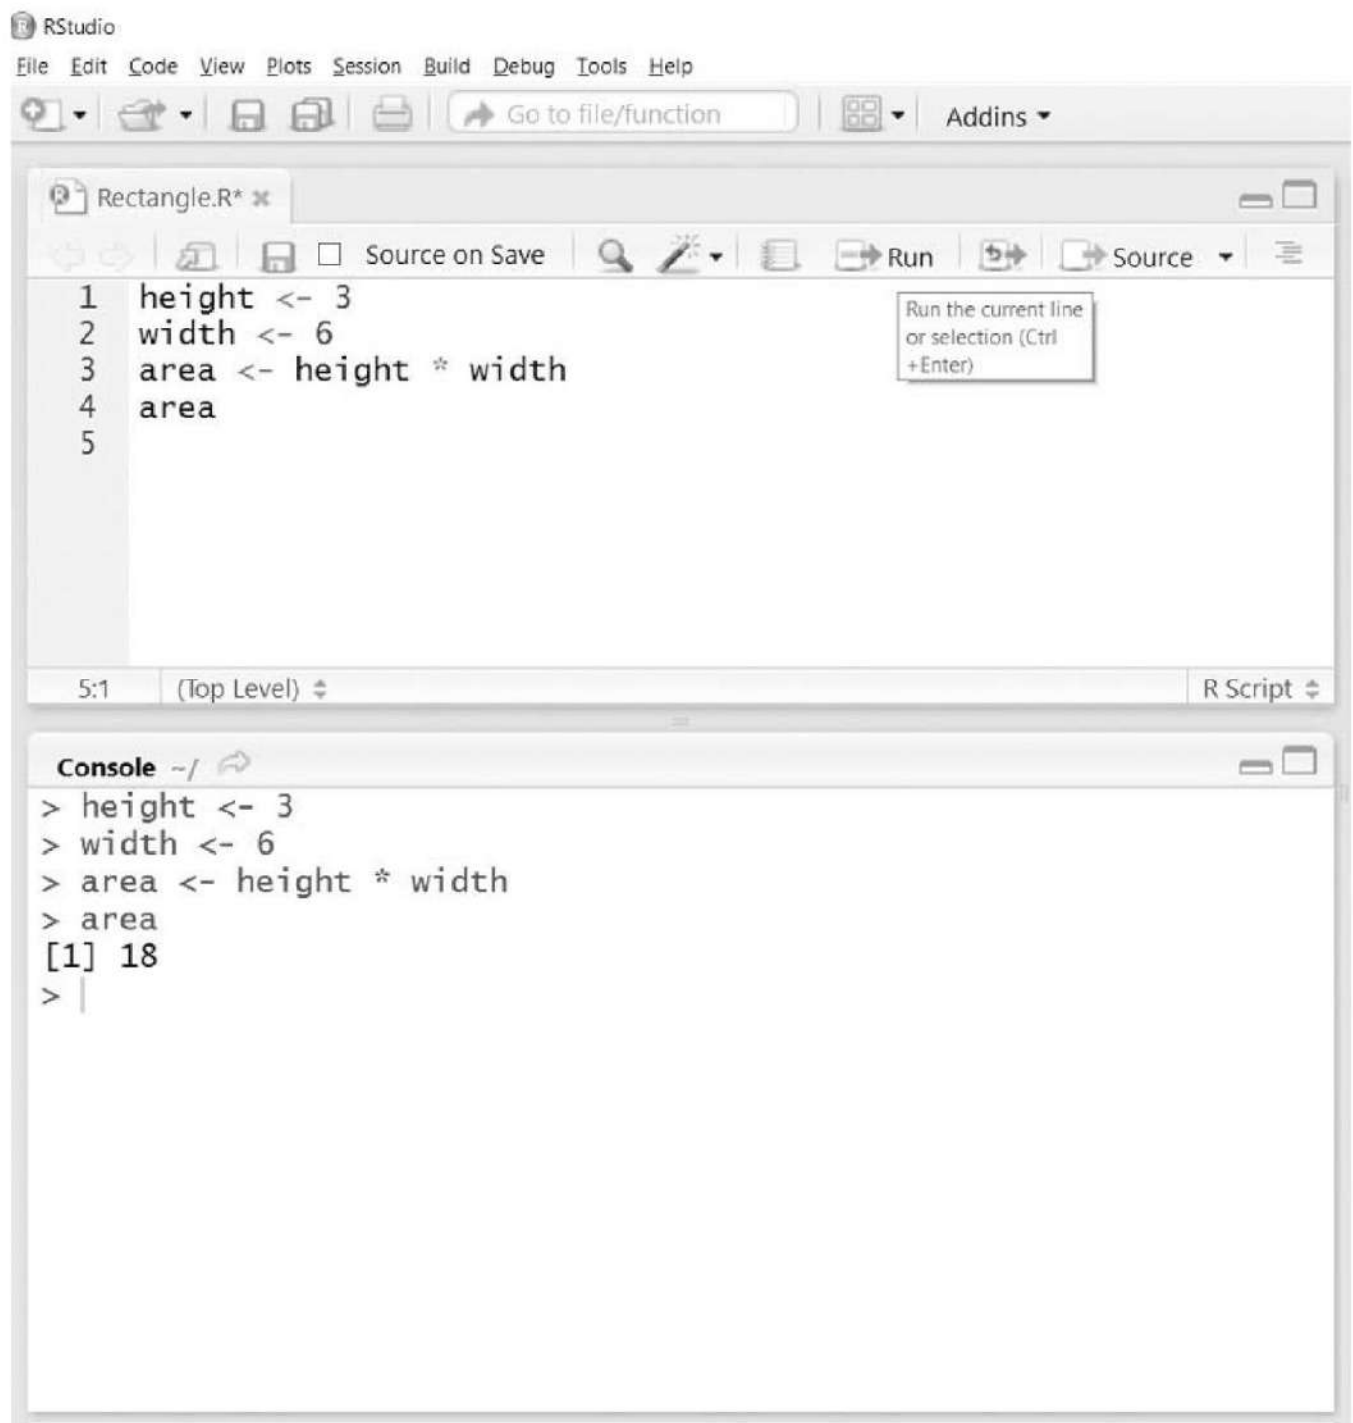 RStudio
File Edit Code View Plots Session Build Debug Tools Help
Go to file/function Addins
Rectangle.R*
Source on Save Run Source
1 height <- 3
2 width <- 6
3 area <- height * width
4 area
5
Run the current line
or selection (Ctrl
+Enter)
5:1 (Top Level) R Script
Console ~/
> height <- 3
> width <- 6
> area <- height * width
> area
[1] 18
>